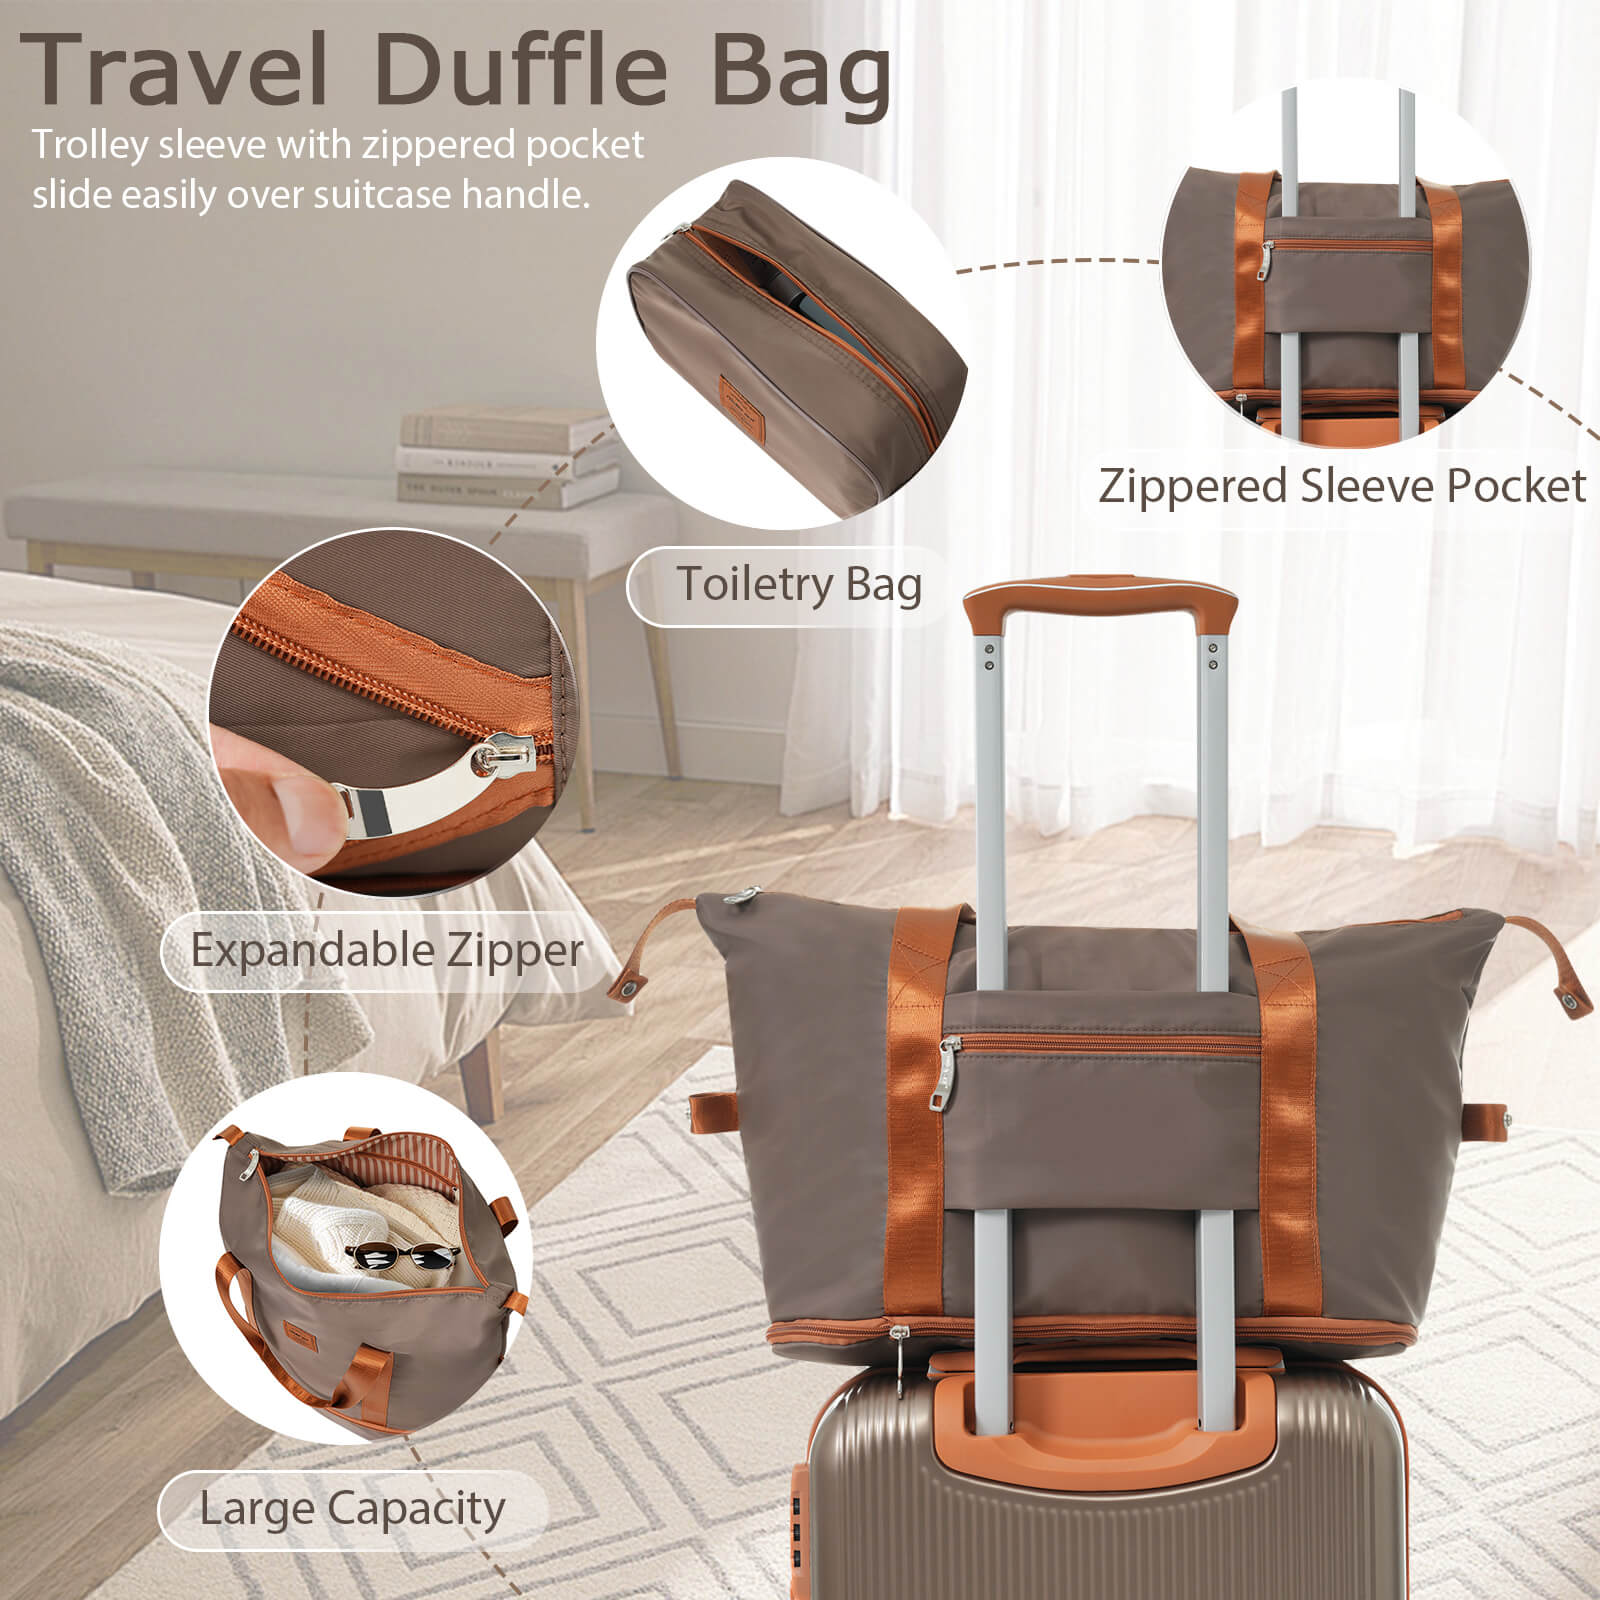 Travel Duffle Bag
Trolley sleeve with zippered pocket
slide easily over suitcase handle.
Zippered Sleeve Pocket
Toiletry Bag
Expandable Zipper
Large Capacity